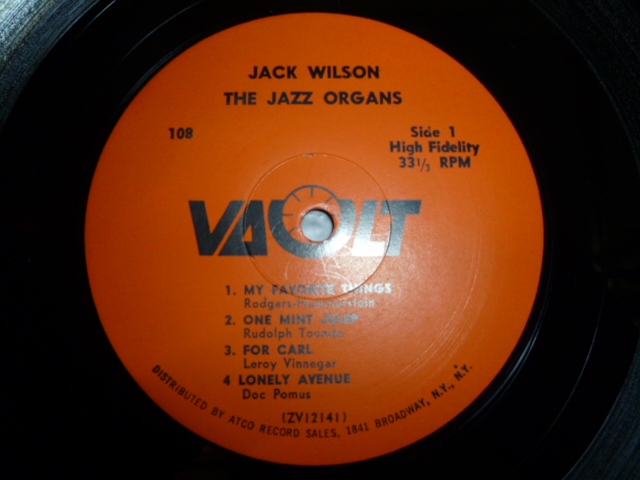 JACK WILSON
THE JAZZ ORGANS
108
Side 1
High Fidelity
33⅓ RPM
VAULT
1. MY FAVORITE THINGS
Rodgers-Hammerstein
2. ONE MINT JULEP
Rudolph Toombs
3. FOR CARL
Leroy Vinnegar
4 LONELY AVENUE
Doc Pomus
(ZV12141)
DISTRIBUTED BY ATCO RECORD SALES, 1841 BROADWAY, N.Y., N.Y.